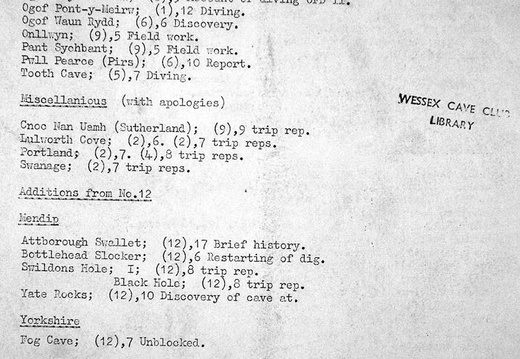 Account of diving OFD II.
Ogof Pont-y-Meirw; (1),12 Diving.
Ogof Waun Rydd; (6),6 Discovery.
Onllwyn; (9),5 Field work.
Pant Sychbant; (9),5 Field work.
Pwll Pearce (Pirs); (6),10 Report.
Tooth Cave; (5),7 Diving.
Miscellanious (with apologies)
Cnoc Nan Uamh (Sutherland); (9),9 trip rep.
Lulworth Cove; (2),6. (2),7 trip reps.
Portland; (2),7. (4),8 trip reps.
Swanage; (2),7 trip reps.
Additions from No.12
Mendip
Attborough Swallet; (12),17 Brief history.
Bottlehead Slocker; (12),6 Restarting of dig.
Swildons Hole; I; (12),8 trip rep.
Black Hole; (12),8 trip rep.
Yate Rocks; (12),10 Discovery of cave at.
Yorkshire
Fog Cave; (12),7 Unblocked.
WESSEX CAVE CLUB
LIBRARY